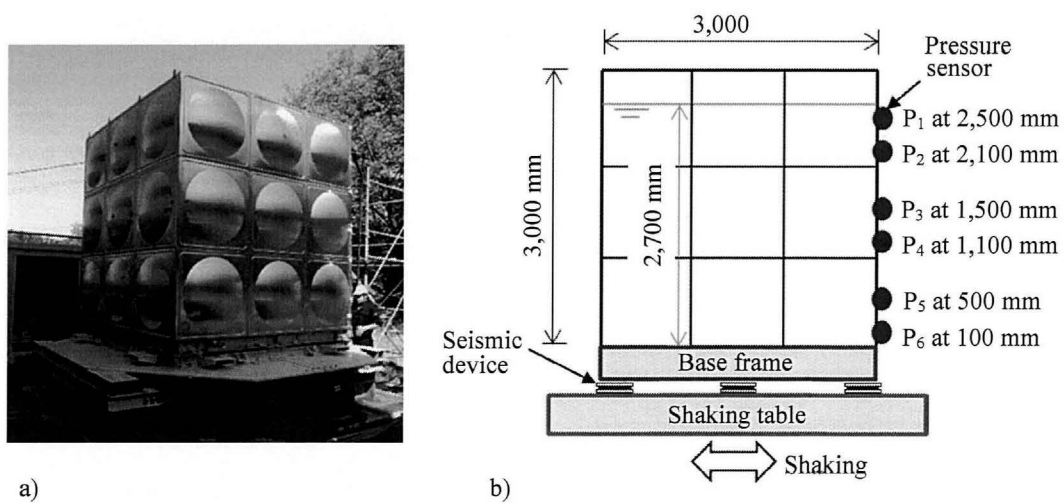 3,000
Pressure
sensor
3,000 mm
2,700 mm
P1 at 2,500 mm
P2 at 2,100 mm
P3 at 1,500 mm
P4 at 1,100 mm
P5 at 500 mm
P6 at 100 mm
Seismic
device
Base frame
Shaking table
Shaking
a)
b)